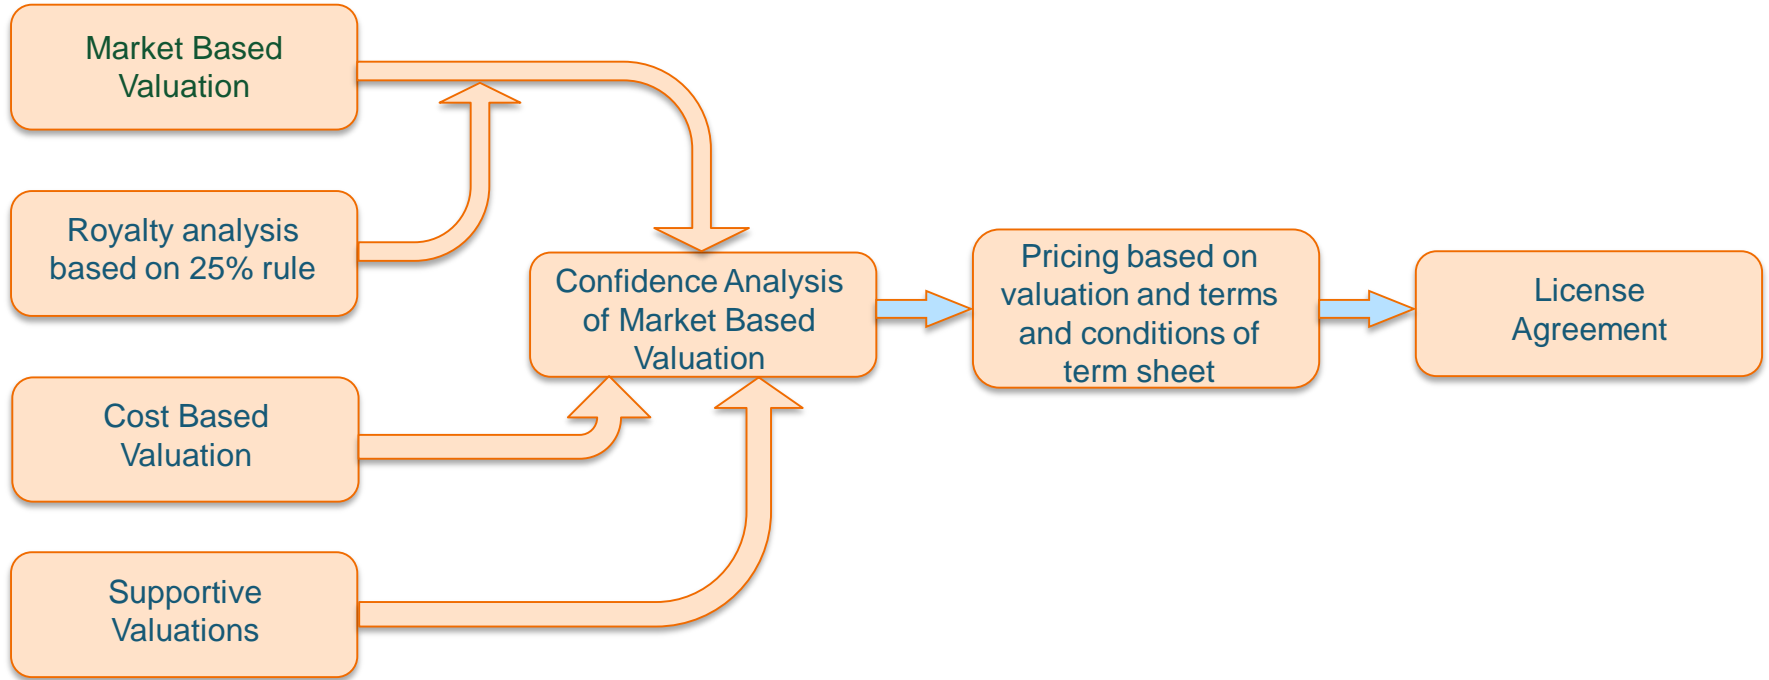 Market Based
Valuation
Royalty analysis
based on 25% rule
Cost Based
Valuation
Supportive
Valuations
Confidence Analysis
of Market Based
Valuation
Pricing based on
valuation and terms
and conditions of
term sheet
License
Agreement